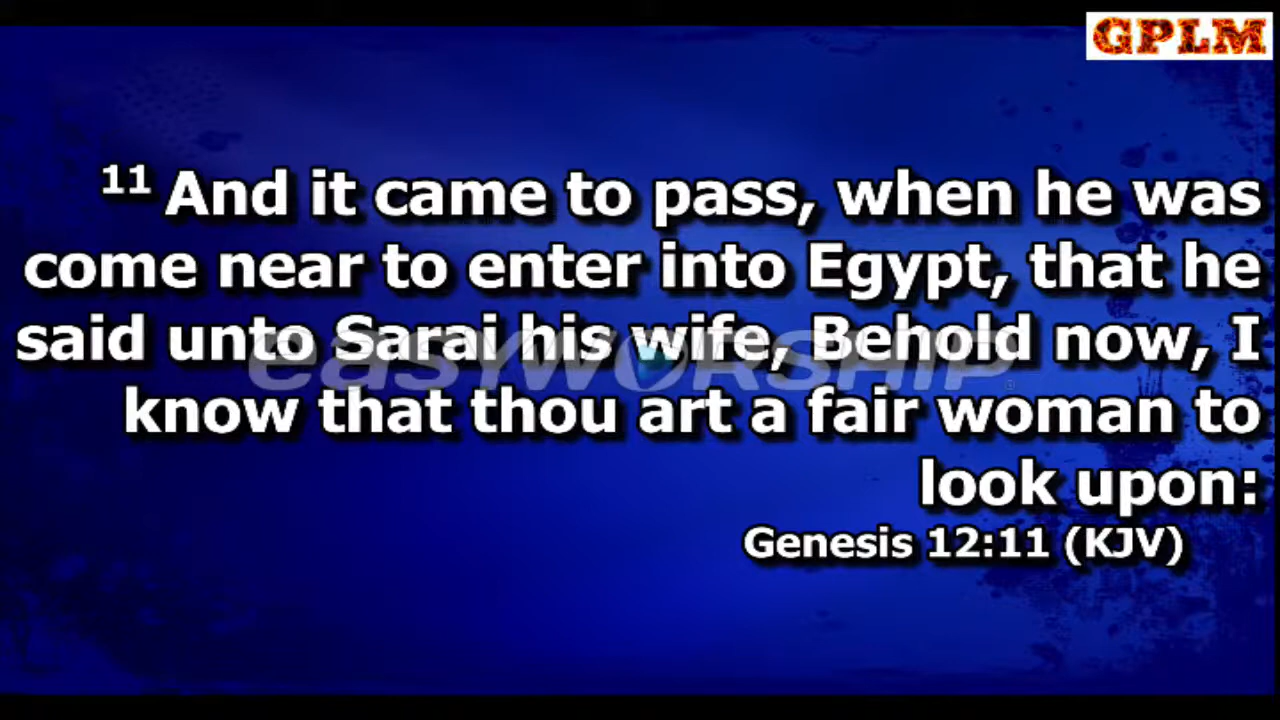 GPLM
11 And it came to pass, when he was
come near to enter into Egypt, that he
said unto Sarai his wife, Behold now, I
easyworship
know that thou art a fair woman to
look upon:
Genesis 12:11 (KJV)